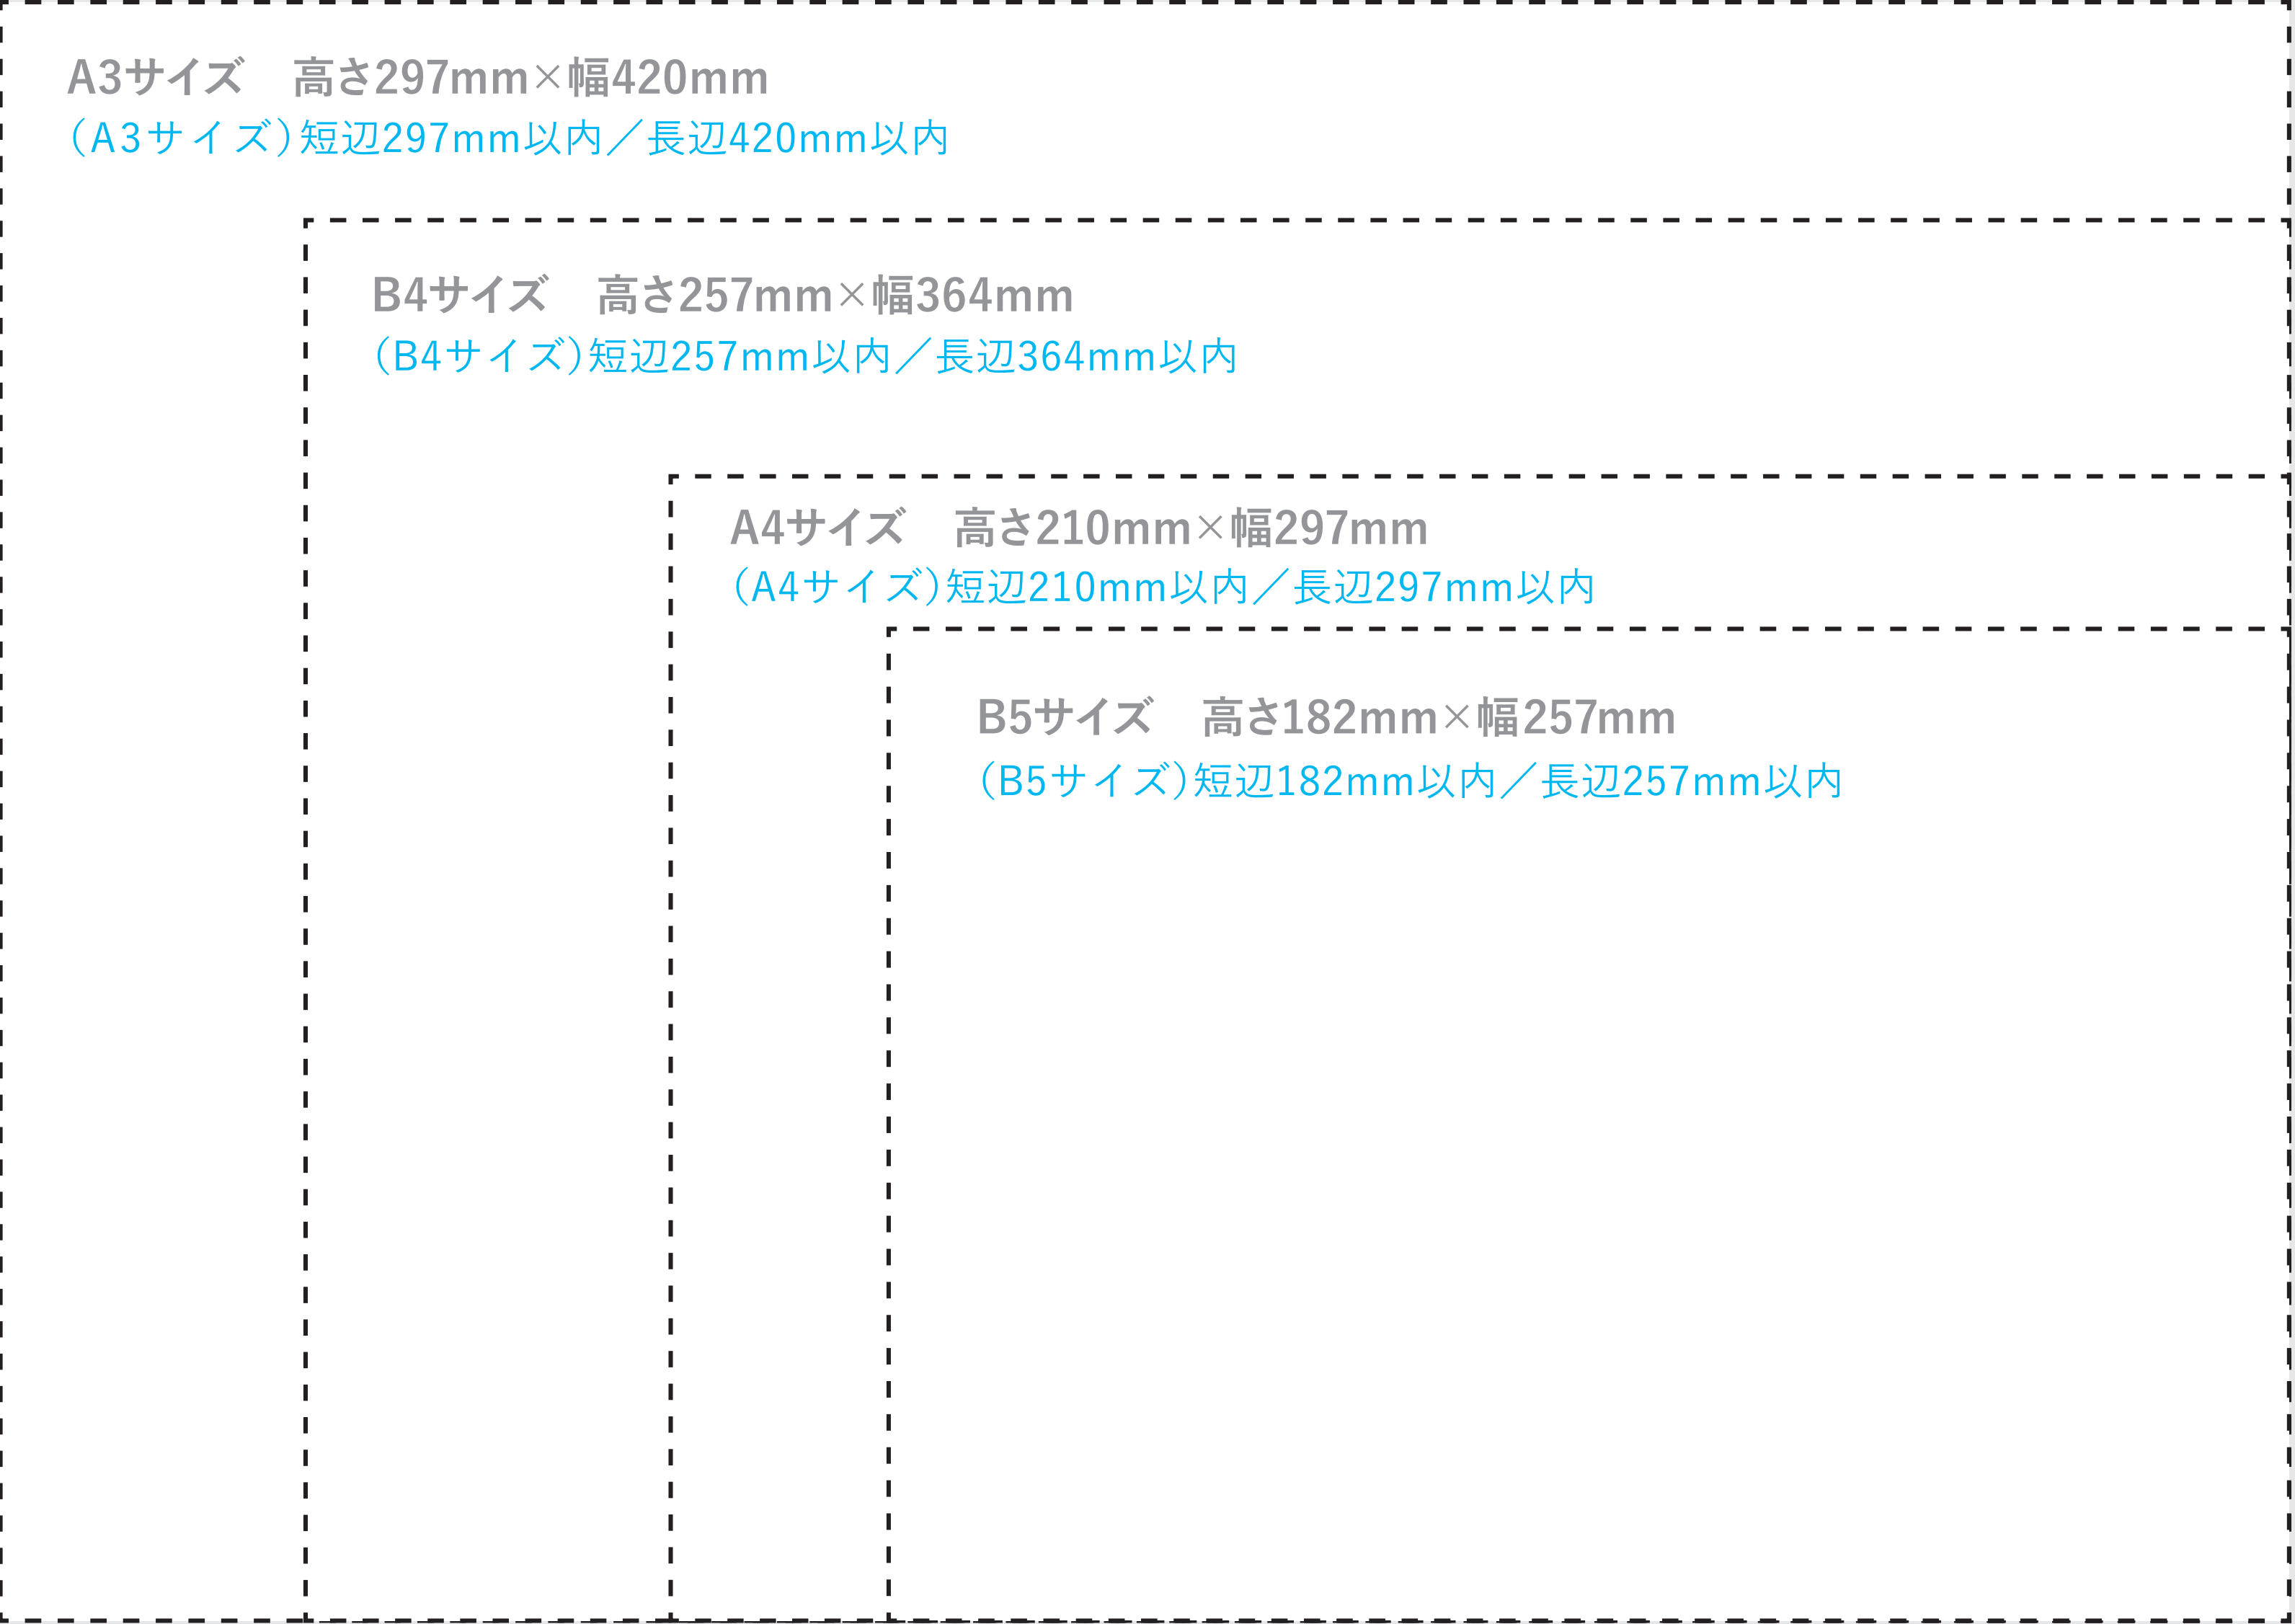 A3サイズ　高さ297mm×幅420mm
（A3サイズ）短辺297mm以内／長辺420mm以内
B4サイズ　高さ257mm×幅364mm
（B4サイズ）短辺257mm以内／長辺364mm以内
A4サイズ　高さ210mm×幅297mm
（A4サイズ）短辺210mm以内／長辺297mm以内
B5サイズ　高さ182mm×幅257mm
（B5サイズ）短辺182mm以内／長辺257mm以内